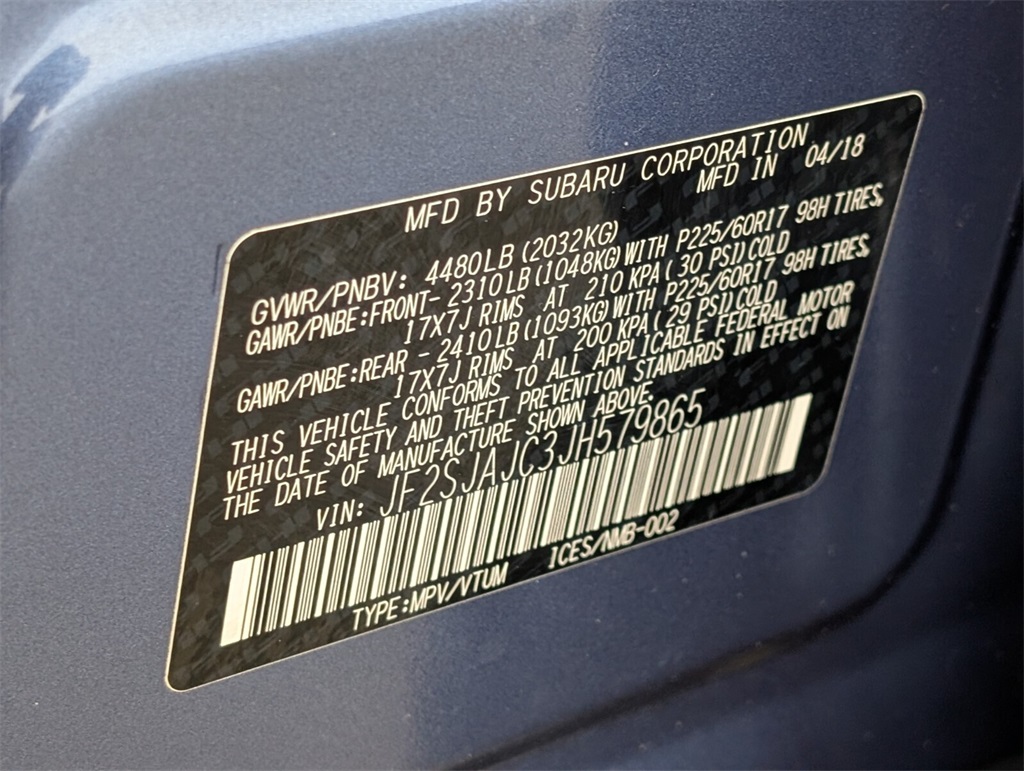 MFD BY SUBARU CORPORATION
MFD IN 04/18
GVWR/PNBV: 4480LB(2032KG)
GAWR/PNBE:FRONT- 2310LB(1048KG)WITH P225/60R17 98H TIRES,
17X7J RIMS AT 210 KPA(30 PSI)COLD
GAWR/PNBE:REAR - 2410LB(1093KG)WITH P225/60R17 98H TIRES,
17X7J RIMS AT 200 KPA(29 PSI)COLD
THIS VEHICLE CONFORMS TO ALL APPLICABLE FEDERAL MOTOR
VEHICLE SAFETY AND THEFT PREVENTION STANDARDS IN EFFECT ON
THE DATE OF MANUFACTURE SHOWN ABOVE.
VIN: JF2SJAJC3JH579865
TYPE:MPV/VTUM ICES/NMB-002